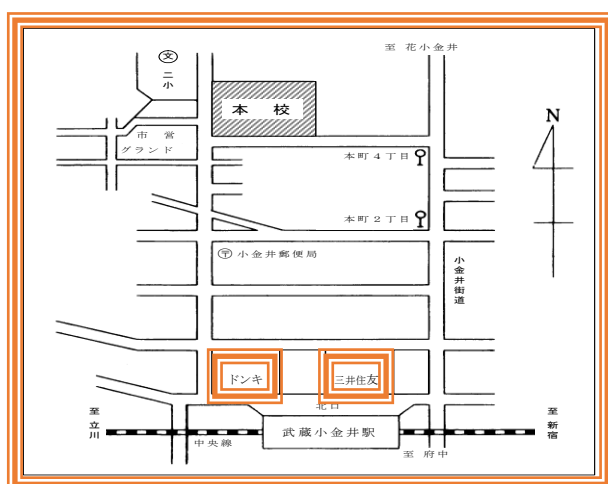 至 花小金井
文
二小
本 校
N
市 営
グランド
本町４丁目
本町２丁目
〒 小金井郵便局
小金井街道
ドンキ
三井住友
北口
至立川
武蔵小金井駅
至新宿
中央線
至 府中